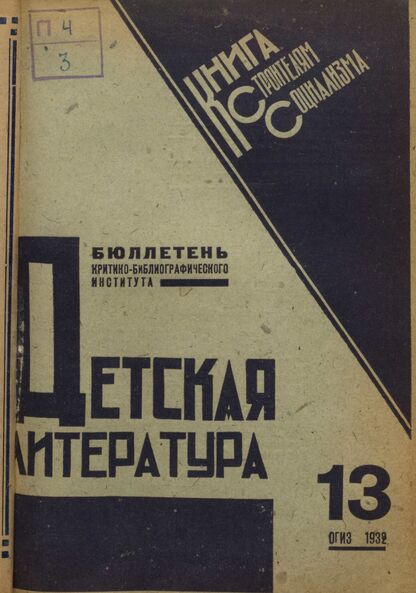 П 4
3
КНИГА
СТРОИТЕЛЯМ
СОЦИАЛИЗМА
БЮЛЛЕТЕНЬ
КРИТИКО-БИБЛИОГРАФИЧЕСКОГО
ИНСТИТУТА
ДЕТСКАЯ
ЛИТЕРАТУРА
13
ОГИЗ 1932